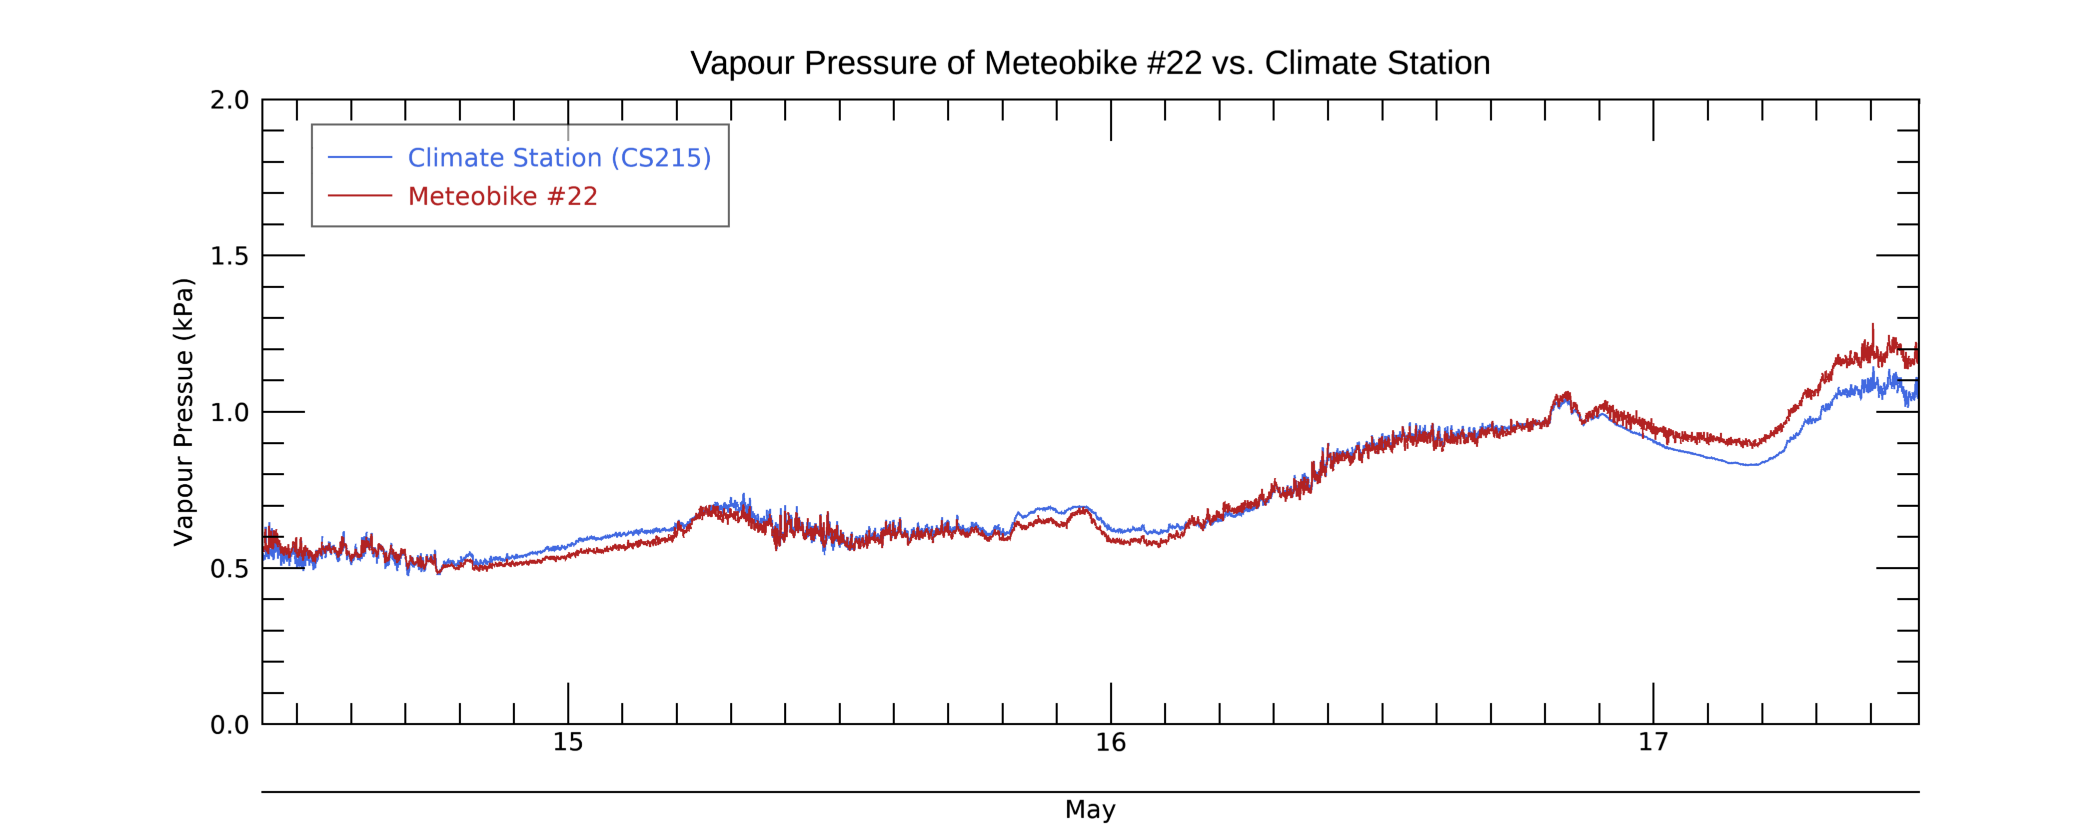 Vapour Pressure of Meteobike #22 vs. Climate Station
2.0
Climate Station (CS215)
Meteobike #22
1.5
Vapour Pressue (kPa)
1.0
0.5
0.0
15 16 17
May